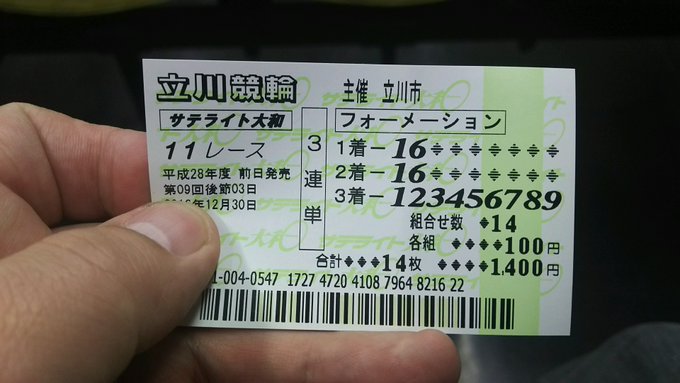 立川競輪 主催 立川市
サテライト大和
11レース
平成28年度 前日発売
第09回後節03日
年12月30日
3連単
フォーメーション
1着ー16◆◆◆◆◆◆◆
2着ー16◆◆◆◆◆◆◆
3着ー123456789
組合せ数 ◆14
各組 ◆◆◆◆100円
合計◆◆◆14枚 ◆◆◆1,400円
1-004-0547 1727 4720 4108 7964 8216 22